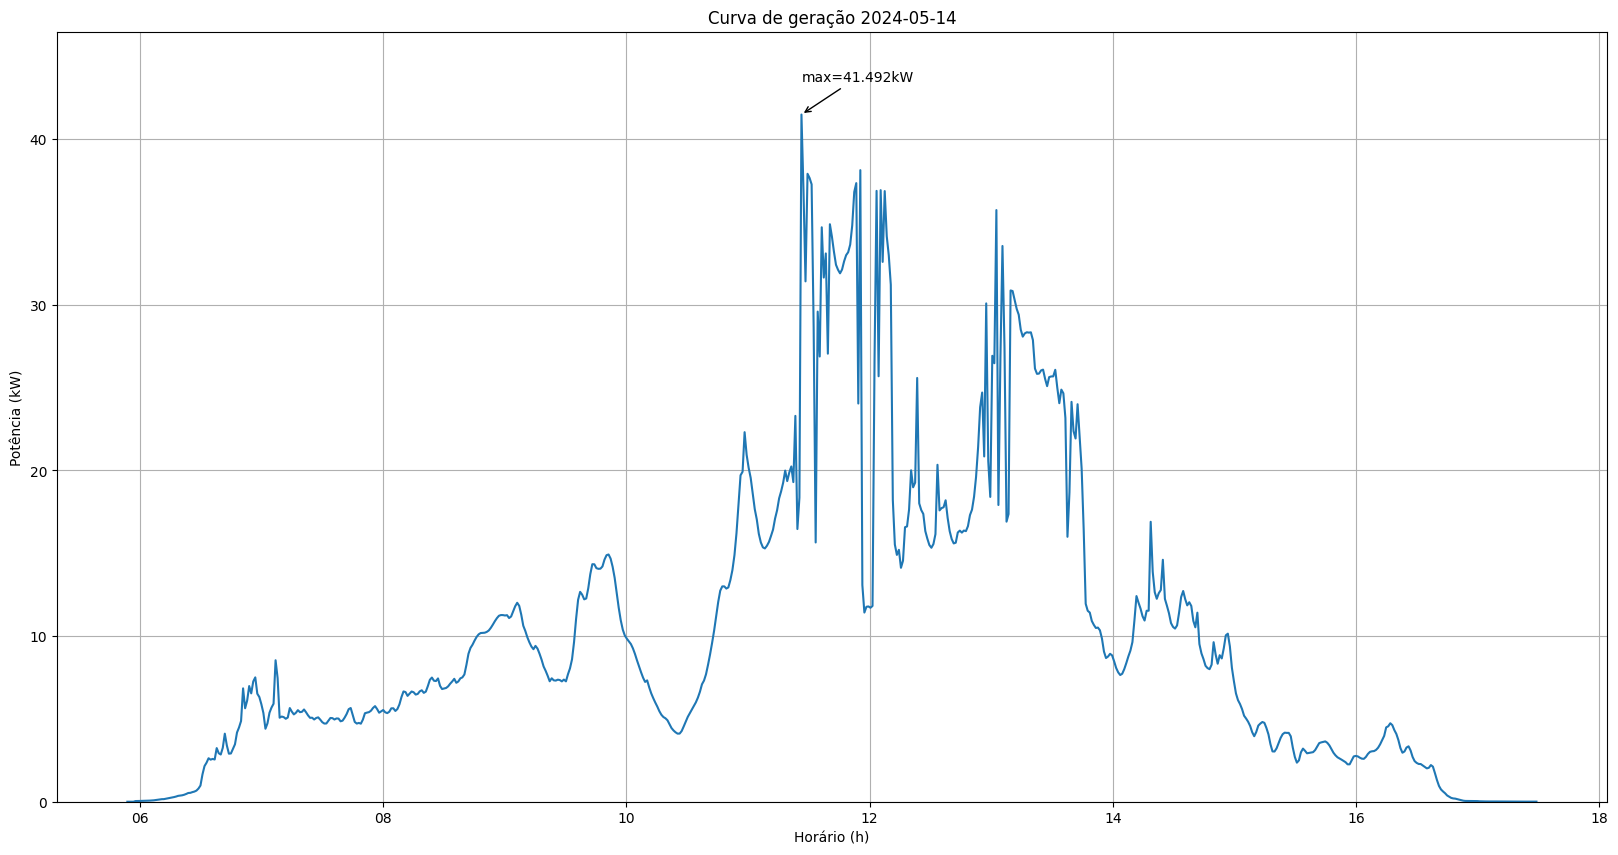 Curva de geração 2024-05-14
max=41.492kW
40
30
20
10
0
Potência (kW)
06 08 10 12 14 16 18
Horário (h)